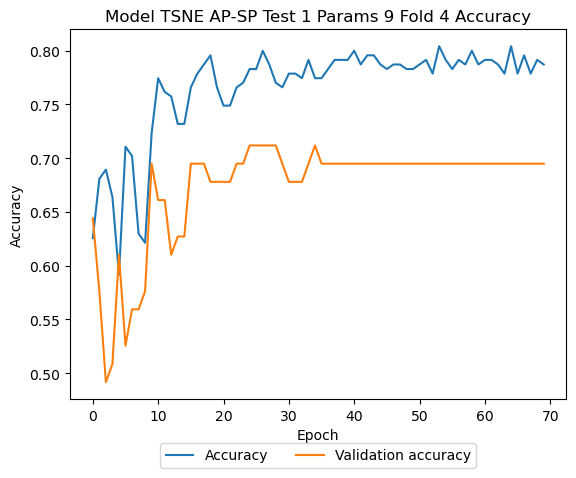 Model TSNE AP-SP Test 1 Params 9 Fold 4 Accuracy
0.80
0.75
0.70
0.65
0.60
0.55
0.50
Accuracy
0 10 20 30 40 50 60 70
Epoch
Accuracy Validation accuracy